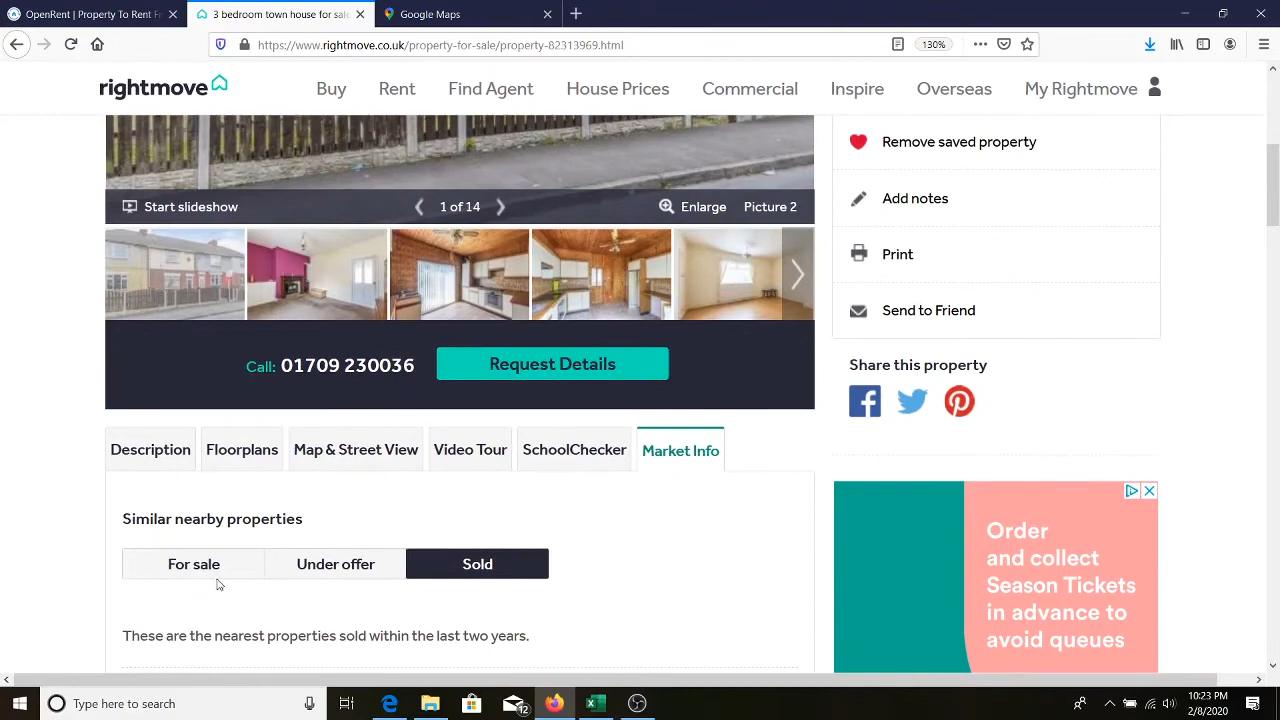 OpenRent | Property To Rent Fr
3 bedroom town house for sale
Google Maps
https://www.rightmove.co.uk/property-for-sale/property-82313969.html
130%
rightmove
Buy
Rent
Find Agent
House Prices
Commercial
Inspire
Overseas
My Rightmove
Remove saved property
Start slideshow
1 of 14
Enlarge
Picture 2
Add notes
Print
Send to Friend
Call: 01709 230036
Request Details
Share this property
Description
Floorplans
Map & Street View
Video Tour
SchoolChecker
Market Info
Similar nearby properties
For sale
Under offer
Sold
These are the nearest properties sold within the last two years.
Order
and collect
Season Tickets
in advance to
avoid queues
Type here to search
12
10:23 PM
2/8/2020